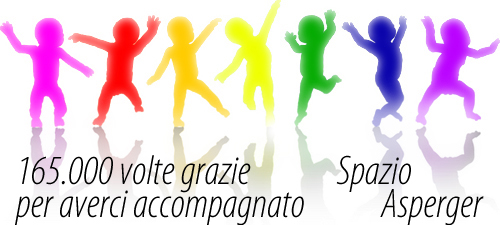 165.000 volte grazie
per averci accompagnato
Spazio
Asperger